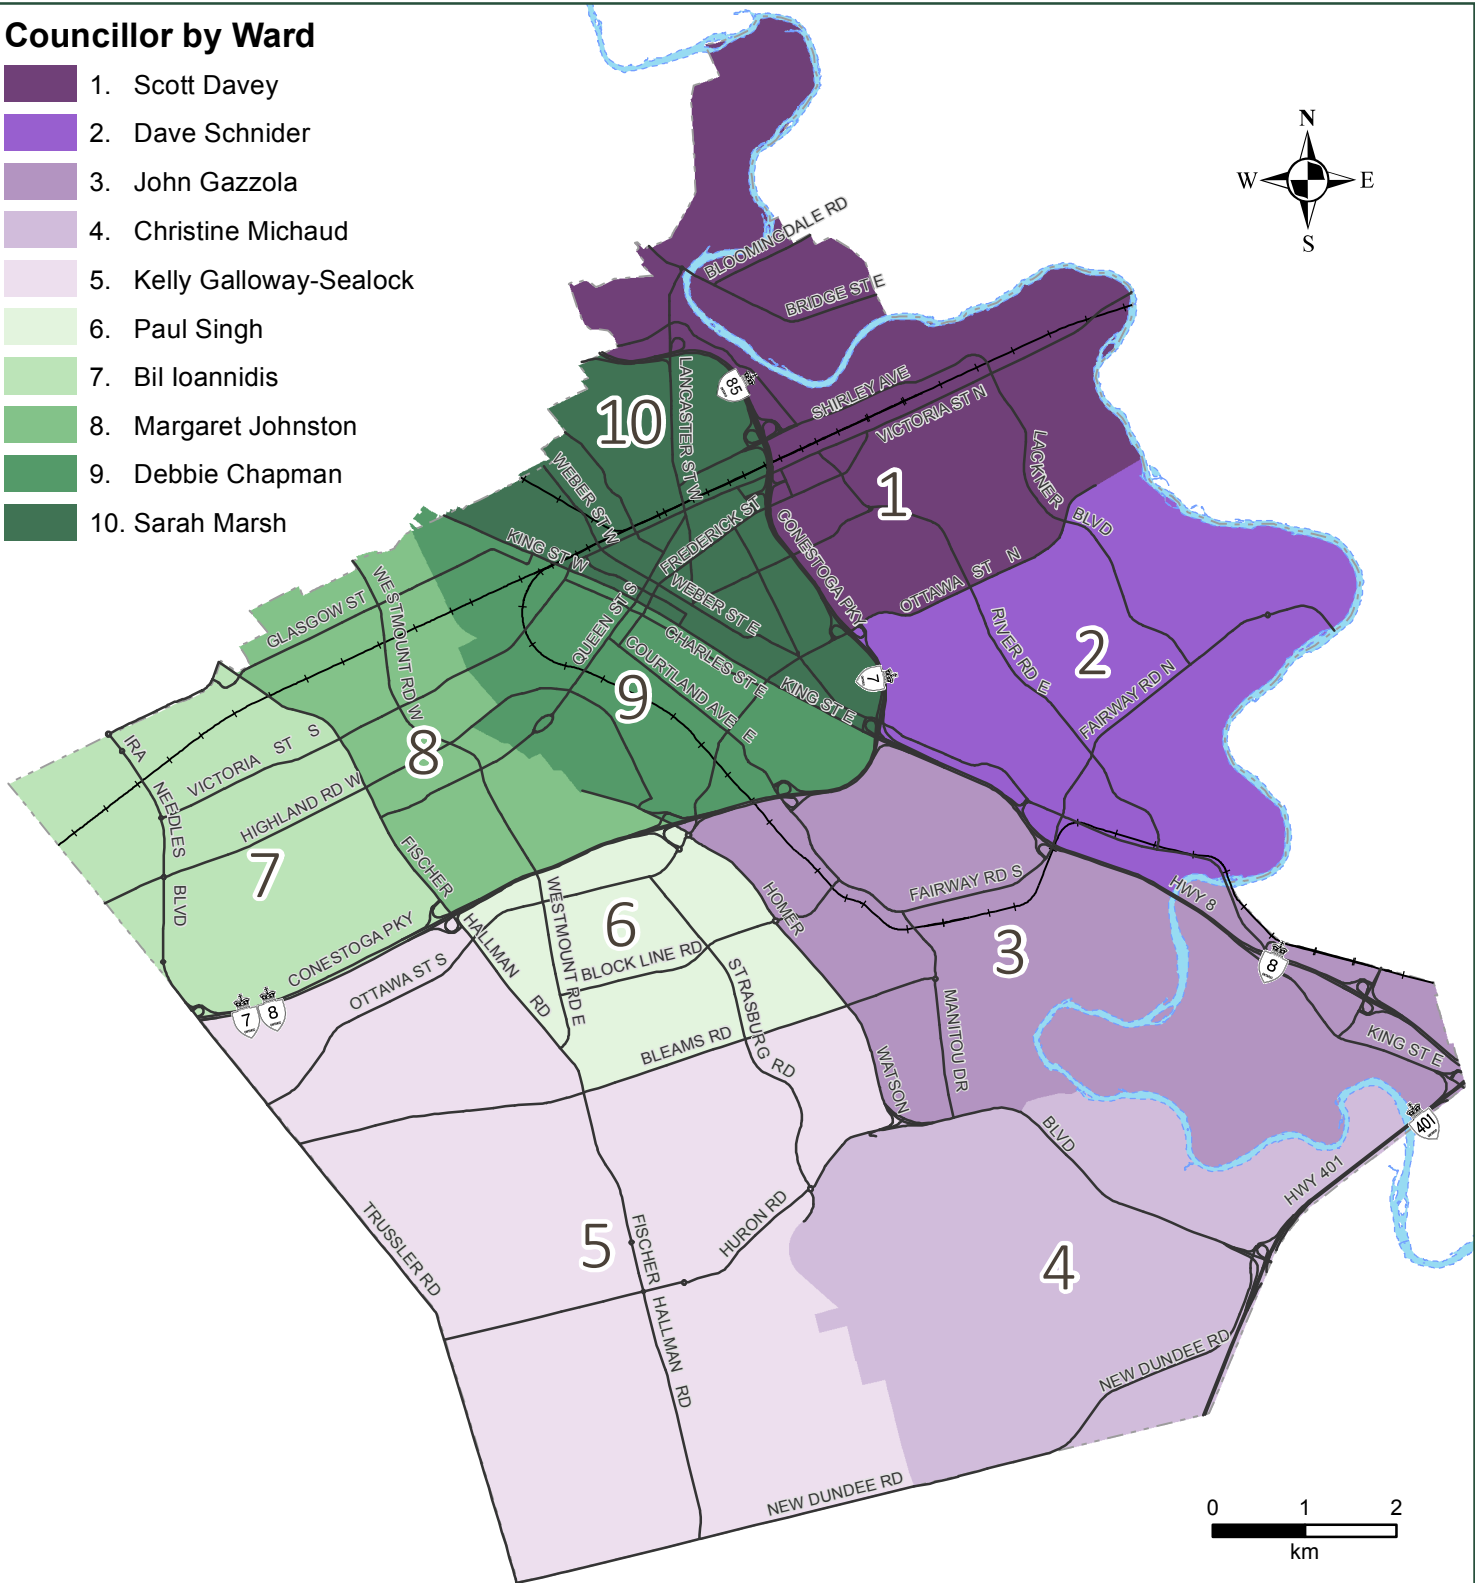 Councillor by Ward
1. Scott Davey
2. Dave Schnider
3. John Gazzola
4. Christine Michaud
5. Kelly Galloway-Sealock
6. Paul Singh
7. Bil Ioannidis
8. Margaret Johnston
9. Debbie Chapman
10. Sarah Marsh
N
W E
S
BLOOMINGDALE RD
BRIDGE ST E
LANCASTER ST W
85
SHIRLEY AVE
VICTORIA ST N
10
WEBER ST W
LACKNER
BLVD
1
FREDERICK ST
CONESTOGA PKY
KING ST W
WEBER ST E
OTTAWA ST N
GLASGOW ST
WESTMOUNT RD W
QUEEN ST S
CHARLES ST E
COURTLAND AVE E
KING ST E
RIVER RD E
2
FAIRWAY RD N
7
9
8
IRA
NEEDLES
BLVD
VICTORIA ST S
HIGHLAND RD W
7
FISCHER
HALLMAN
RD
CONESTOGA PKY
7
8
OTTAWA ST S
WESTMOUNT RD E
6
BLOCK LINE RD
HOMER
WATSON
BLVD
FAIRWAY RD S
HWY 8
8
3
STRASBURG RD
BLEAMS RD
MANITOU DR
KING ST E
401
HWY 401
TRUSSLER RD
5
FISCHER
HALLMAN RD
HURON RD
4
NEW DUNDEE RD
NEW DUNDEE RD
0 1 2
km